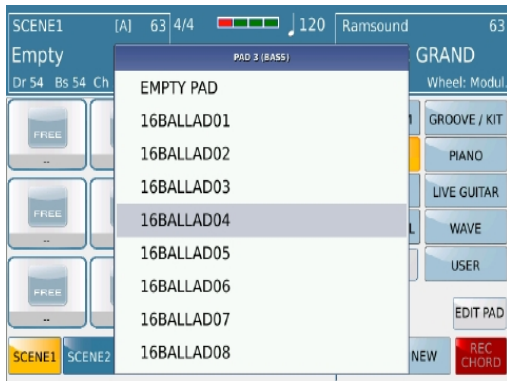 SCENE1 [A] 63 4/4 120 Ramsound 63
Empty GRAND
Dr 54 Bs 54 Ch Wheel: Modul.
PAD 3 (BASS)
EMPTY PAD
16BALLAD01
16BALLAD02
16BALLAD03
16BALLAD04
16BALLAD05
16BALLAD06
16BALLAD07
16BALLAD08
FREE
--
FREE
--
FREE
--
GROOVE / KIT
PIANO
LIVE GUITAR
L WAVE
USER
EDIT PAD
SCENE1 SCENE2 NEW REC
CHORD